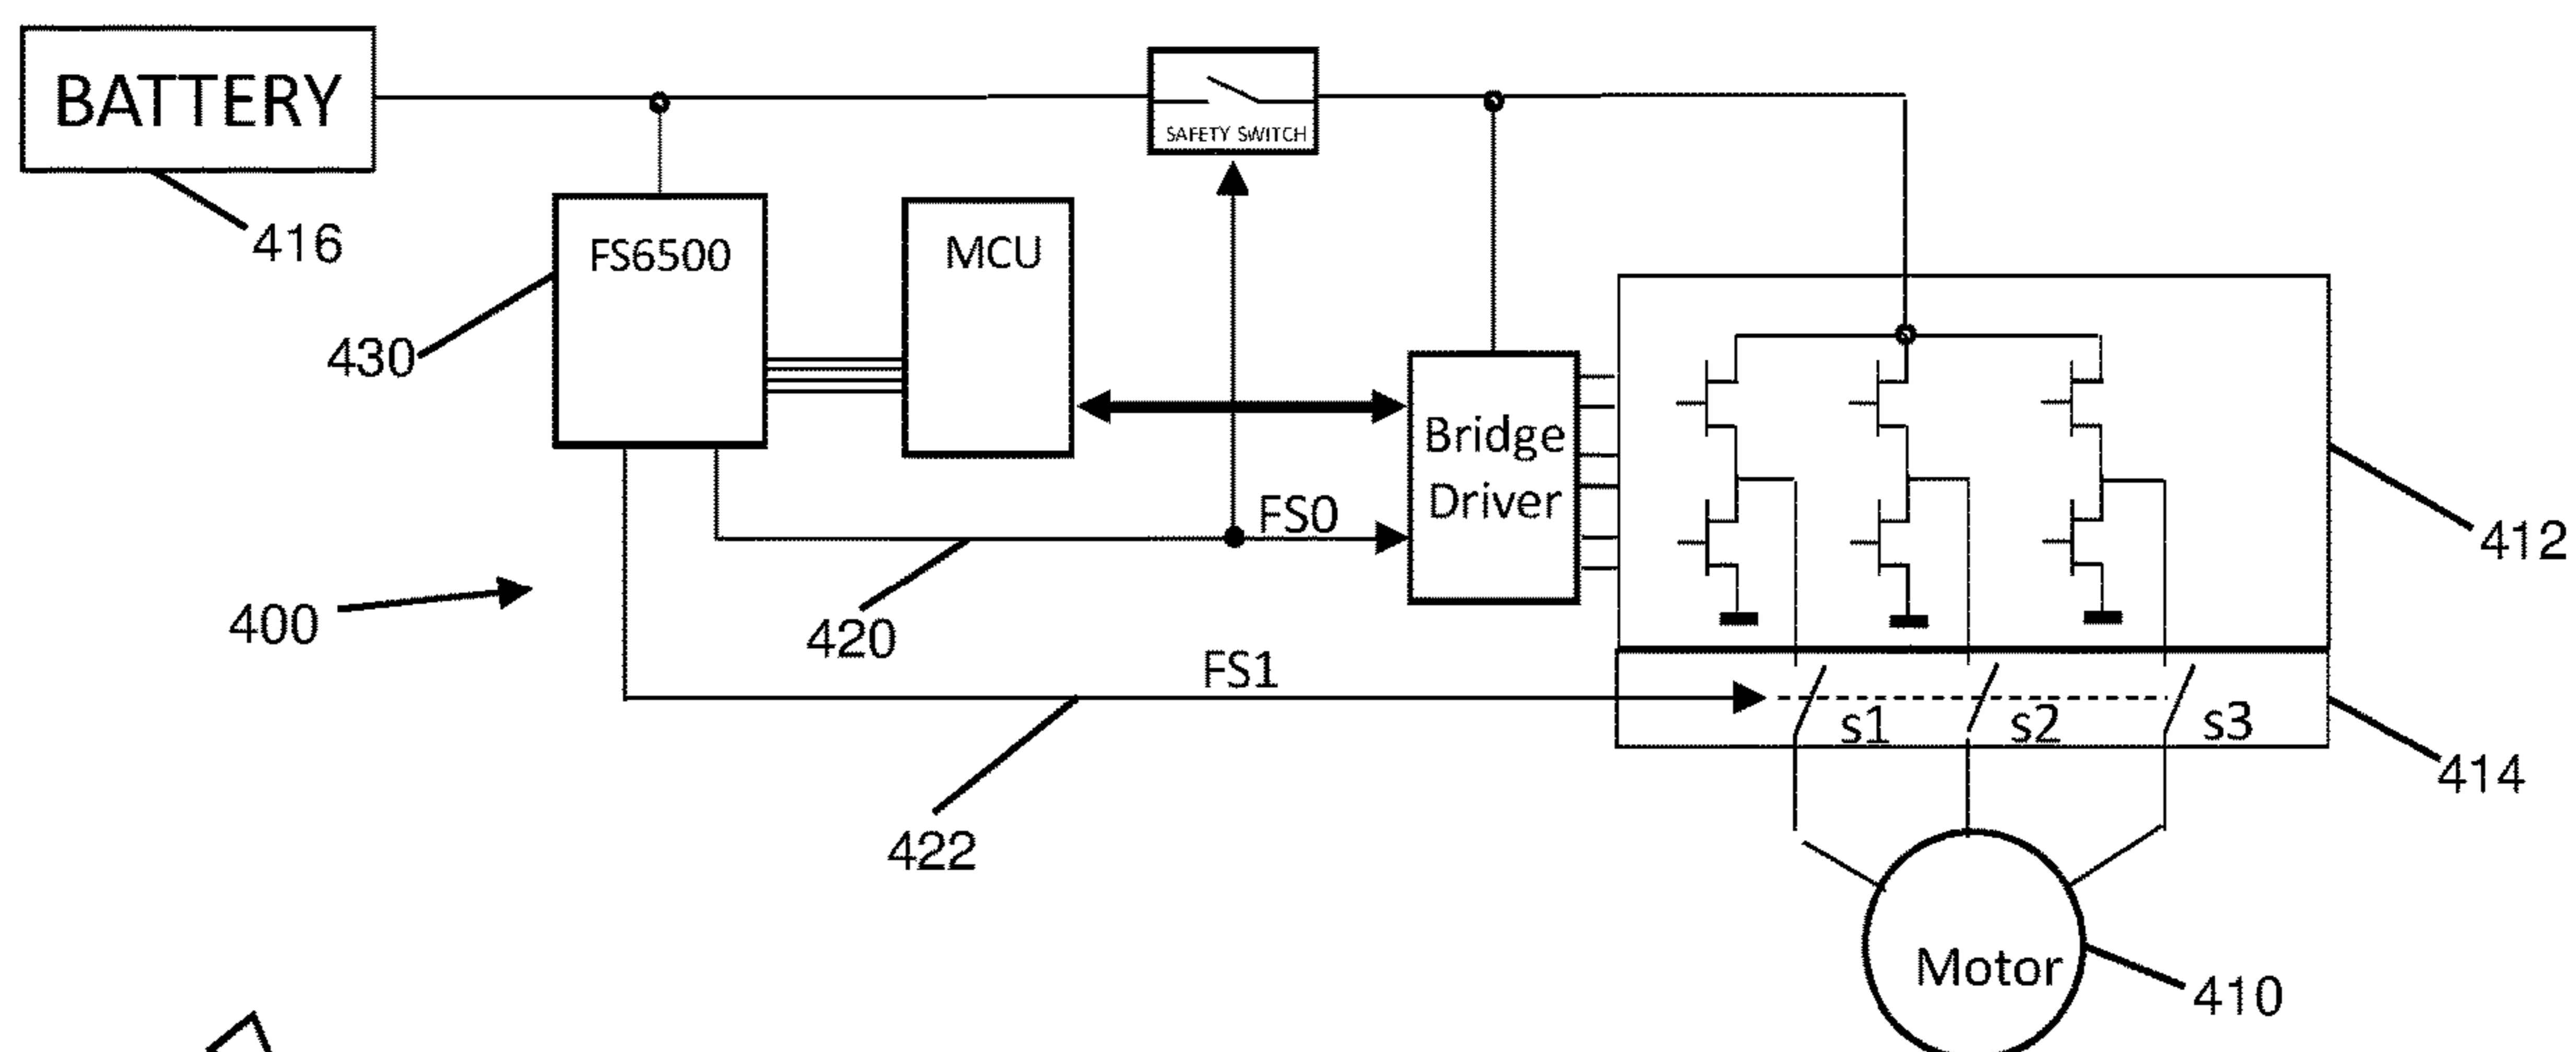 BATTERY
SAFETY SWITCH
416
FS6500
MCU
430
Bridge
Driver
FS0
412
400
420
FS1
s1
s2
s3
414
422
Motor
410